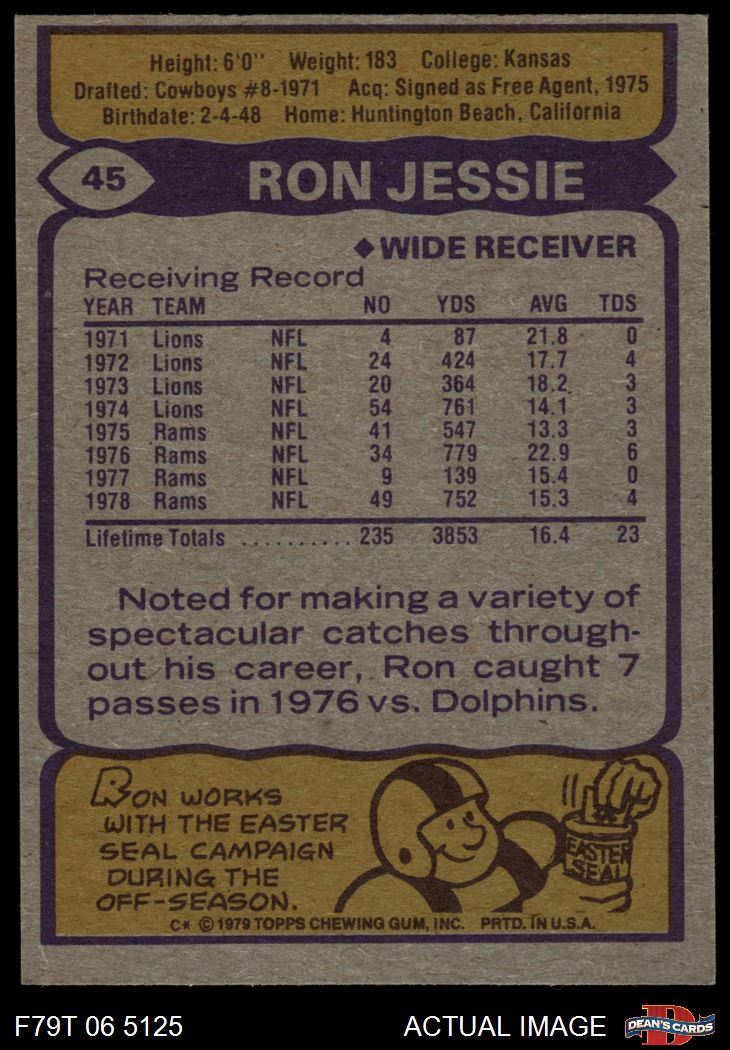 Height: 6'0" Weight: 183 College: Kansas
Drafted: Cowboys #8-1971 Acq: Signed as Free Agent, 1975
Birthdate: 2-4-48 Home: Huntington Beach, California
45 RON JESSIE
◆WIDE RECEIVER
Receiving Record
YEAR TEAM NO YDS AVG TDS
1971 Lions NFL 4 87 21.8 0
1972 Lions NFL 24 424 17.7 4
1973 Lions NFL 20 364 18.2 3
1974 Lions NFL 54 761 14.1 3
1975 Rams NFL 41 547 13.3 3
1976 Rams NFL 34 779 22.9 6
1977 Rams NFL 9 139 15.4 0
1978 Rams NFL 49 752 15.3 4
Lifetime Totals .......... 235 3853 16.4 23
Noted for making a variety of
spectacular catches through-
out his career, Ron caught 7
passes in 1976 vs. Dolphins.
RON WORKS
WITH THE EASTER
SEAL CAMPAIGN
DURING THE
OFF-SEASON.
EASTER
SEAL
C* © 1979 TOPPS CHEWING GUM, INC. PRTD. IN U.S.A.
F79T 06 5125 ACTUAL IMAGE D DEAN'S CARDS